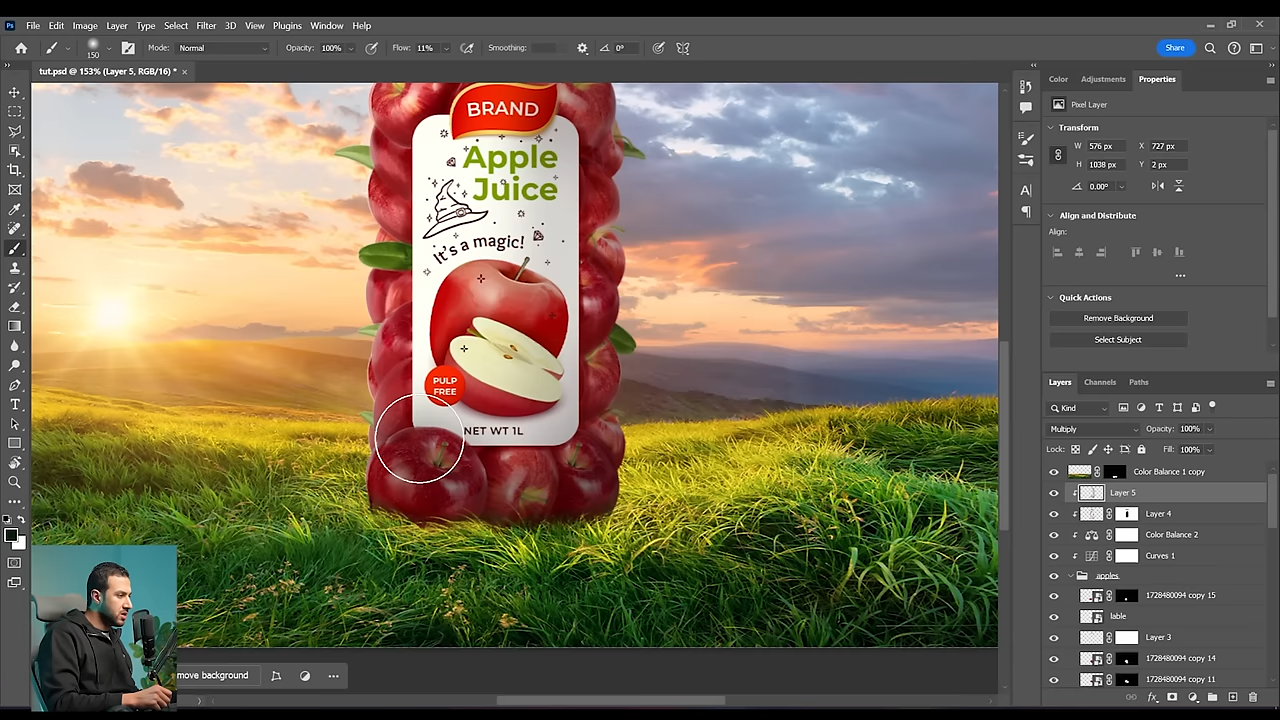 Ps File Edit Image Layer Type Select Filter 3D View Plugins Window Help
150 Mode: Normal Opacity: 100% Flow: 11% Smoothing: 0° Share
tut.psd @ 153% (Layer 5, RGB/16) * ×
BRAND
Apple
Juice
It's a magic!
PULP
FREE
NET WT 1L
move background
Color Adjustments Properties
Pixel Layer
Transform
W 576 px X 727 px
H 1038 px Y 2 px
0.00°
Align and Distribute
Align:
Quick Actions
Remove Background
Select Subject
Layers Channels Paths
Kind
Multiply Opacity: 100%
Lock: Fill: 100%
Color Balance 1 copy
Layer 5
Layer 4
Color Balance 2
Curves 1
apples
1728480094 copy 15
lable
Layer 3
1728480094 copy 14
1728480094 copy 11
fx